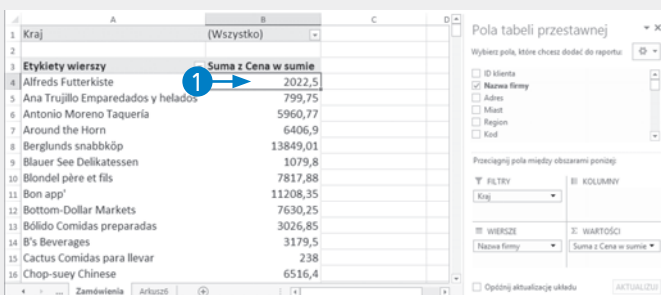 A B C D
1 Kraj (Wszystko)
2
3 Etykiety wierszy Suma z Cena w sumie
4 Alfreds Futterkiste 1 2022,5
5 Ana Trujillo Emparedados y helados 799,75
6 Antonio Moreno Taquería 5960,77
7 Around the Horn 6406,9
8 Berglunds snabbköp 13849,01
9 Blauer See Delikatessen 1079,8
10 Blondel père et fils 7817,88
11 Bon app' 11208,35
12 Bottom-Dollar Markets 7630,25
13 Bólido Comidas preparadas 3026,85
14 B's Beverages 3179,5
15 Cactus Comidas para llevar 238
16 Chop-suey Chinese 6516,4
... Zamówienia Arkusz6
Pola tabeli przestawnej
Wybierz pola, które chcesz dodać do raportu:
ID klienta
Nazwa firmy
Adres
Miast
Region
Kod
Przeciągnij pola między obszarami poniżej:
FILTRY KOLUMNY
Kraj
WIERSZE Σ WARTOŚCI
Nazwa firmy Suma z Cena w sumie
Opóźnij aktualizację układu AKTUALIZUJ